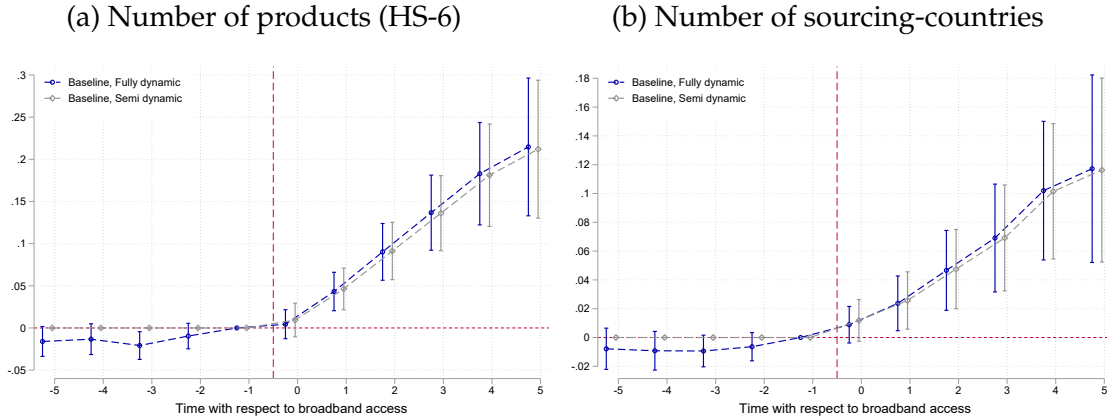 (a) Number of products (HS-6)
Baseline, Fully dynamic
Baseline, Semi dynamic
.3
.25
.2
.15
.1
.05
0
-.05
-5 -4 -3 -2 -1 0 1 2 3 4 5
Time with respect to broadband access
(b) Number of sourcing-countries
Baseline, Fully dynamic
Baseline, Semi dynamic
.18
.16
.14
.12
.10
.08
.06
.04
.02
0
-.02
-5 -4 -3 -2 -1 0 1 2 3 4 5
Time with respect to broadband access